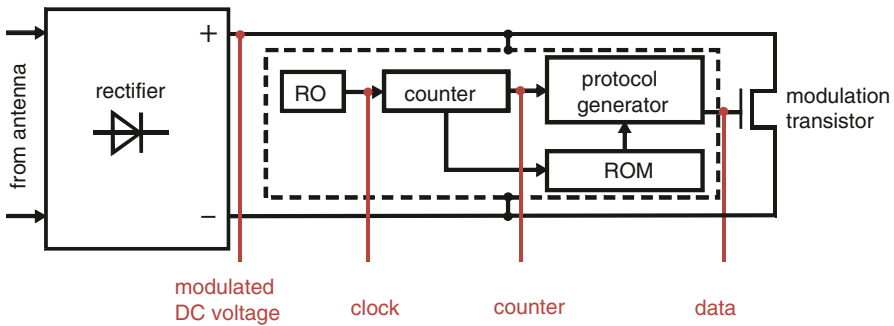 from antenna
rectifier
+
−
RO
counter
protocol
generator
ROM
modulation
transistor
modulated
DC voltage
clock
counter
data